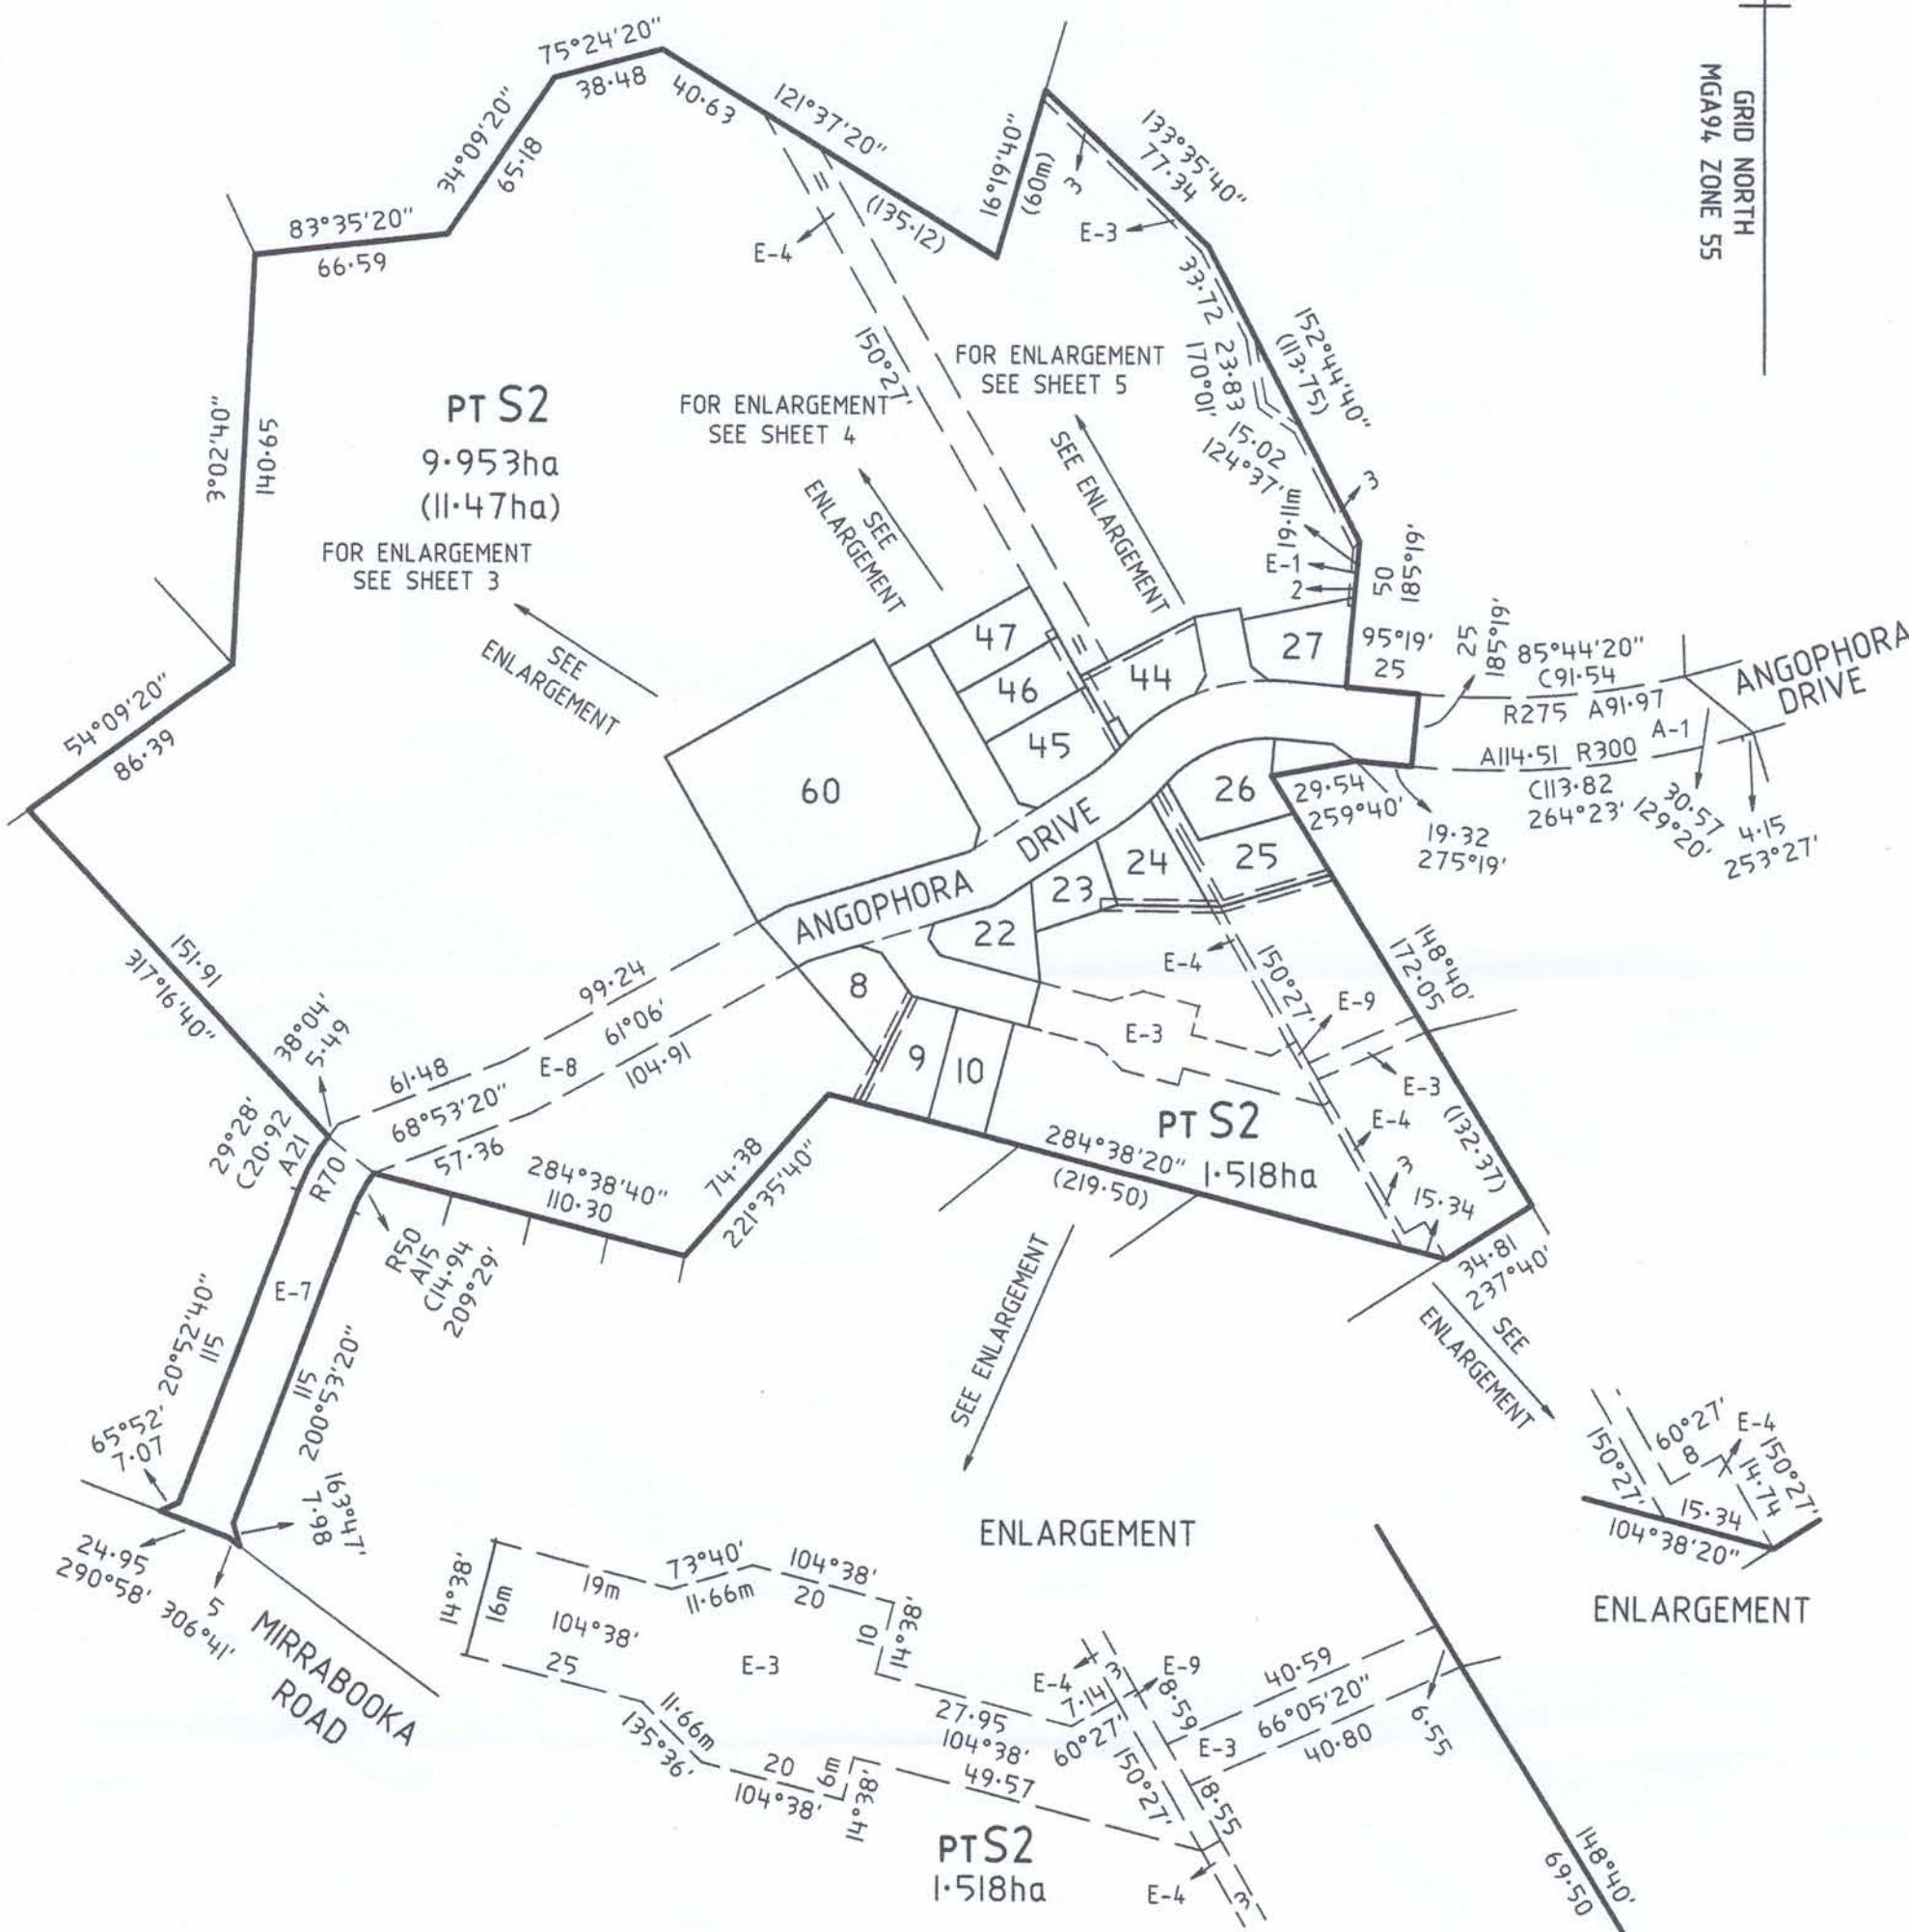 GRID NORTH
MGA94 ZONE 55
75°24'20"
38·48
34°09'20"
65·18
40·63
121°37'20"
(135·12)
16°19'40"
(60m)
133°35'40"
77·34
3
E-3
E-4
83°35'20"
66·59
33·72
23·83
170°01'
152°44'40"
(113·75)
15·02
124°37'
150°27'
FOR ENLARGEMENT
SEE SHEET 5
FOR ENLARGEMENT
SEE SHEET 4
PT S2
9·953ha
(11·47ha)
FOR ENLARGEMENT
SEE SHEET 3
3°02'40"
140·65
SEE
ENLARGEMENT
SEE
ENLARGEMENT
SEE ENLARGEMENT
3
19·11m
E-1
2
50
185°19'
95°19'
25
25
185°19'
85°44'20"
C91·54
R275 A91·97
ANGOPHORA
DRIVE
A-1
A114·51 R300
C113·82
264°23'
30·57
129°20'
4·15
253°27'
47
46
45
44
27
60
26
25
24
23
22
8
9
10
29·54
259°40'
19·32
275°19'
ANGOPHORA DRIVE
54°09'20"
86·39
151·91
317°16'40"
38°04'
5·49
99·24
61°06'
104·91
61·48
E-8
68°53'20"
57·36
29°28'
C20·92
A21
R70
284°38'40"
110·30
74·38
221°35'40"
R50
A15
C14·94
209°29'
E-4
150°27'
E-9
148°40'
172·05
E-3
E-3
E-4
(132·37)
PT S2
1·518ha
284°38'20"
(219·50)
3
15·34
34·81
237°40'
E-7
20°52'40"
115
115
200°53'20"
65°52'
7·07
163°47'
7·98
24·95
290°58'
5
306°41'
MIRRABOOKA
ROAD
SEE ENLARGEMENT
SEE
ENLARGEMENT
150°27'
60°27'
8
E-4
150°27'
14·74
15·34
104°38'20"
ENLARGEMENT
ENLARGEMENT
14°38'
16m
19m
104°38'
73°40'
11·66m
104°38'
20
10
14°38'
25
E-3
11·66m
135°36'
20
104°38'
6m
14°38'
27·95
104°38'
49·57
E-4
3
E-9
7·14
60°27'
8·59
150°27'
40·59
66°05'20"
E-3
40·80
6·55
18·55
E-4
3
PT S2
1·518ha
148°40'
69·50